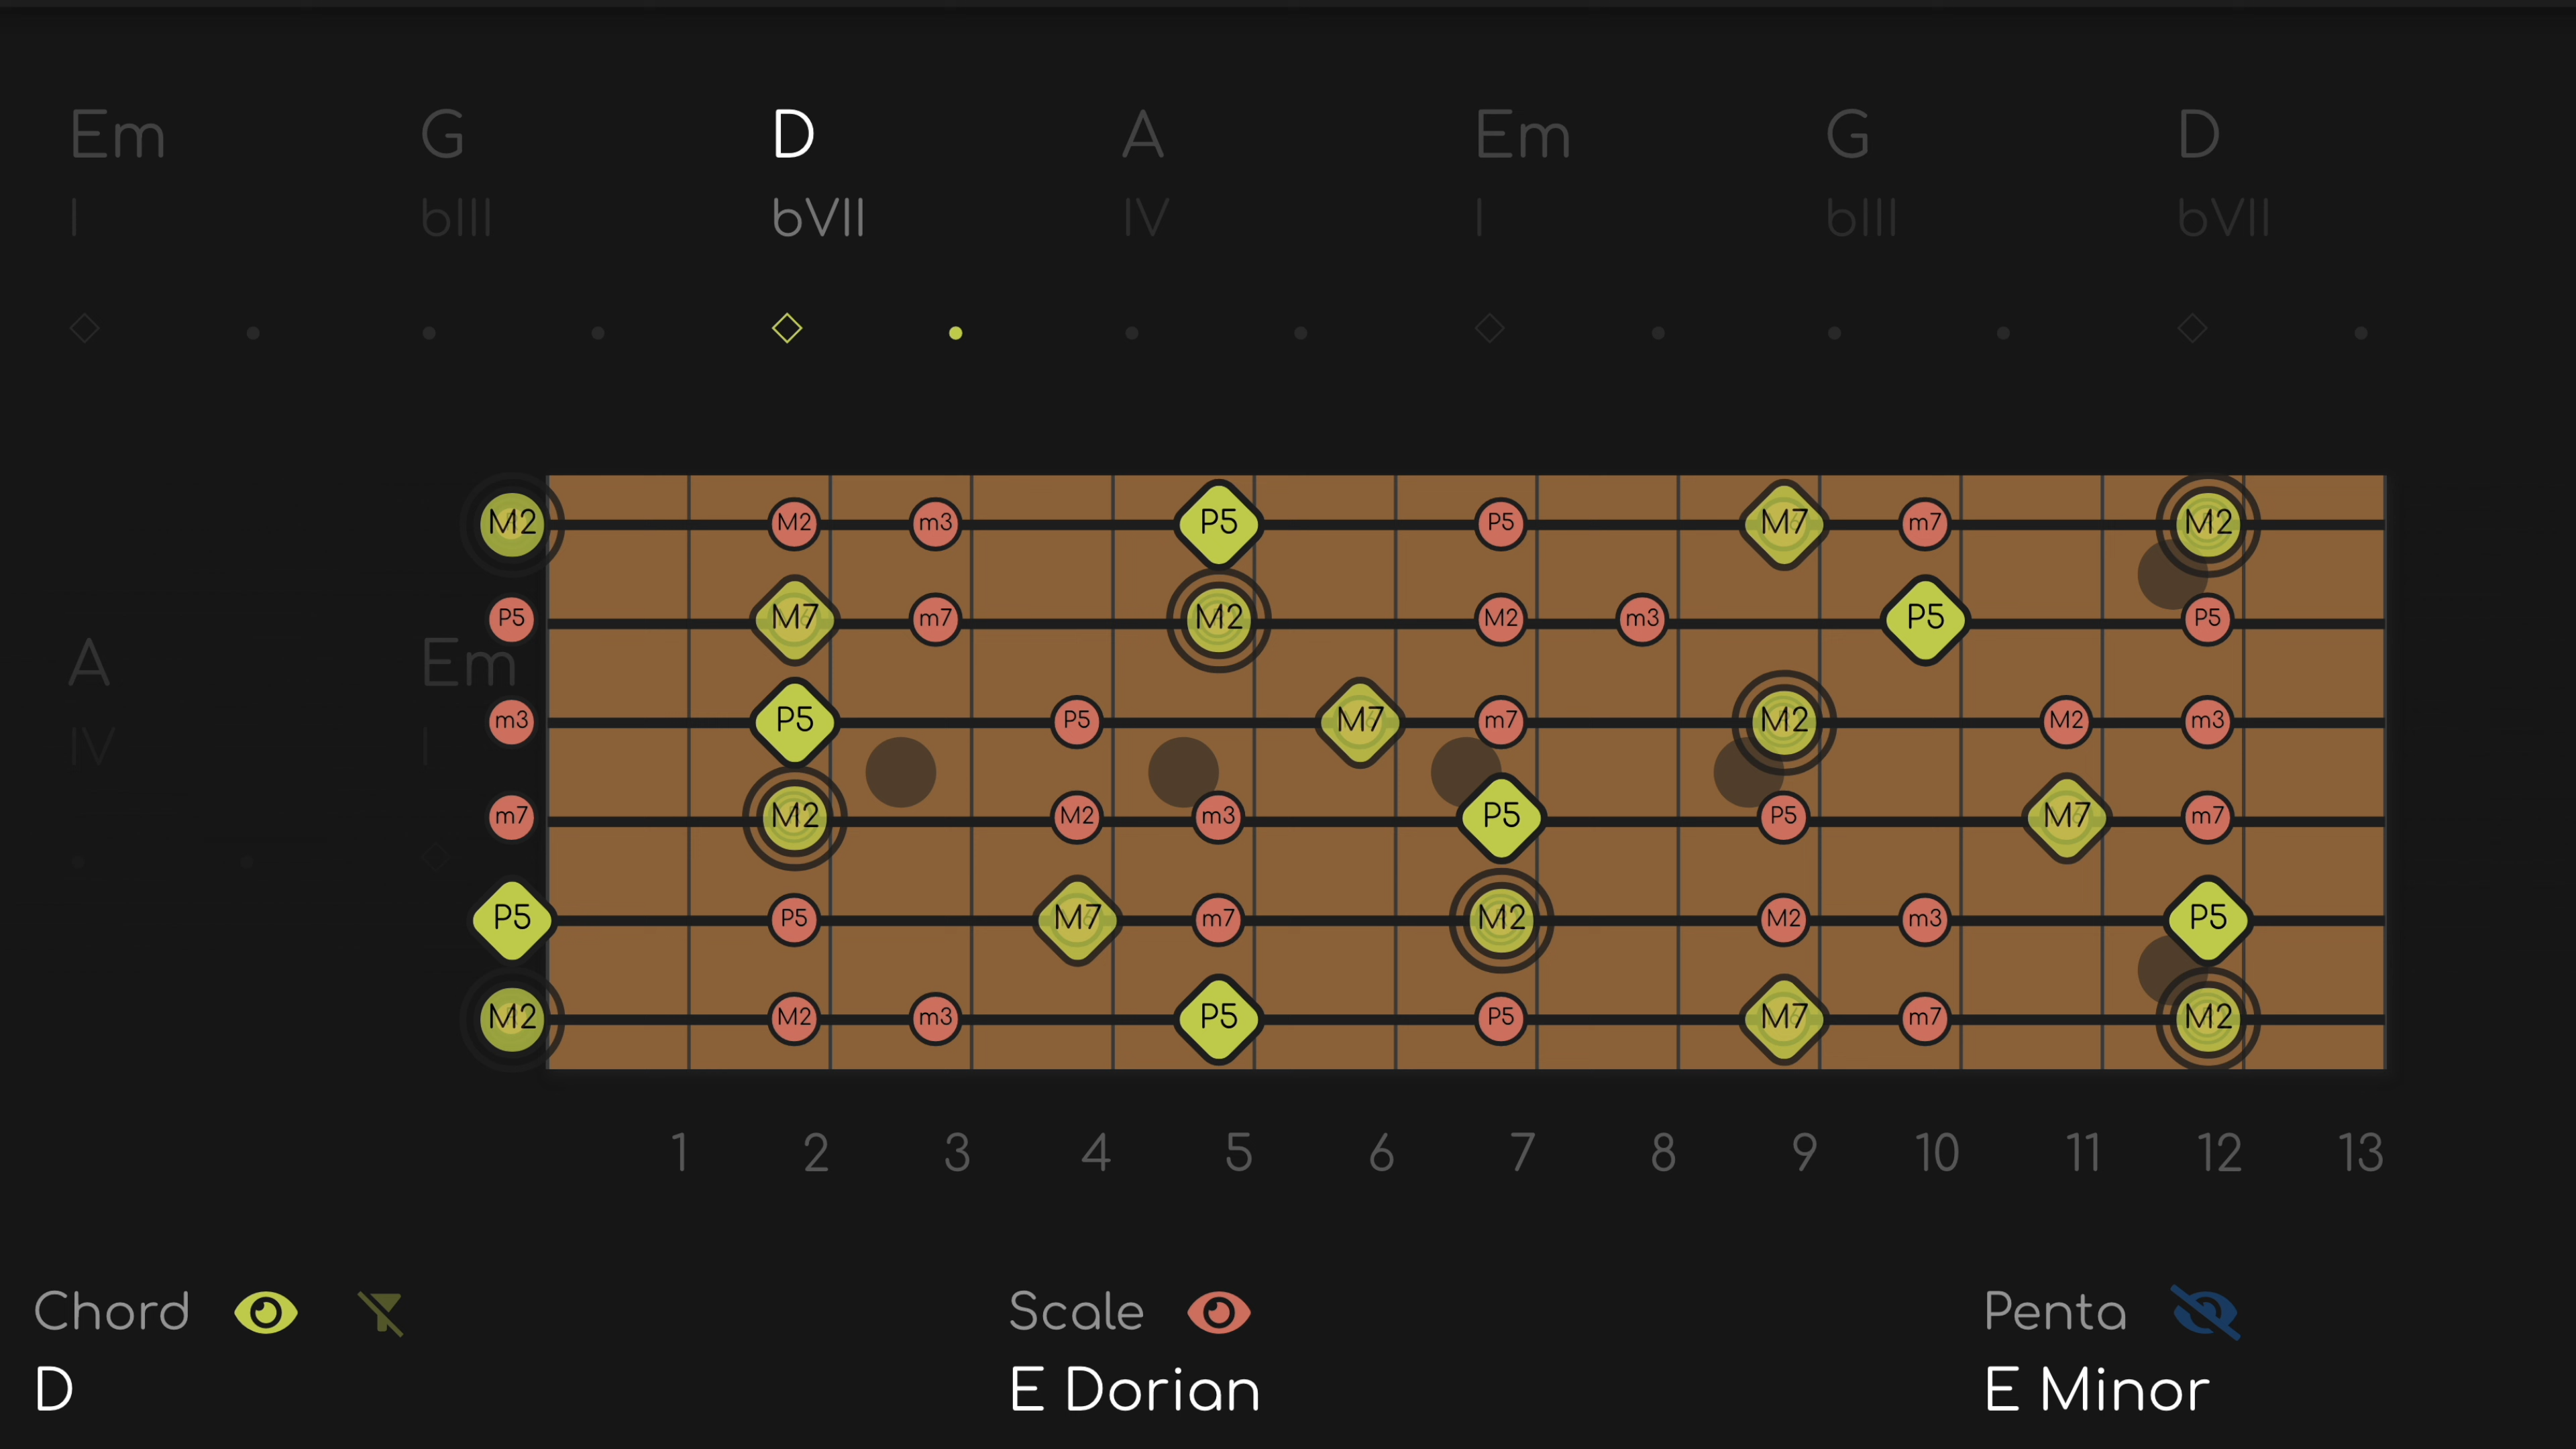 Em G D A Em G D
I bIII bVII IV I bIII bVII
M2 M2 m3 P5 P5 M7 m7 M2
P5 M7 m7 M2 M2 m3 P5 P5
A Em
m3 P5 P5 M7 m7 M2 M2 m3
IV I
m7 M2 M2 m3 P5 P5 M7 m7
P5 P5 M7 m7 M2 M2 m3 P5
M2 M2 m3 P5 P5 M7 m7 M2
1 2 3 4 5 6 7 8 9 10 11 12 13
Chord Scale Penta
D E Dorian E Minor